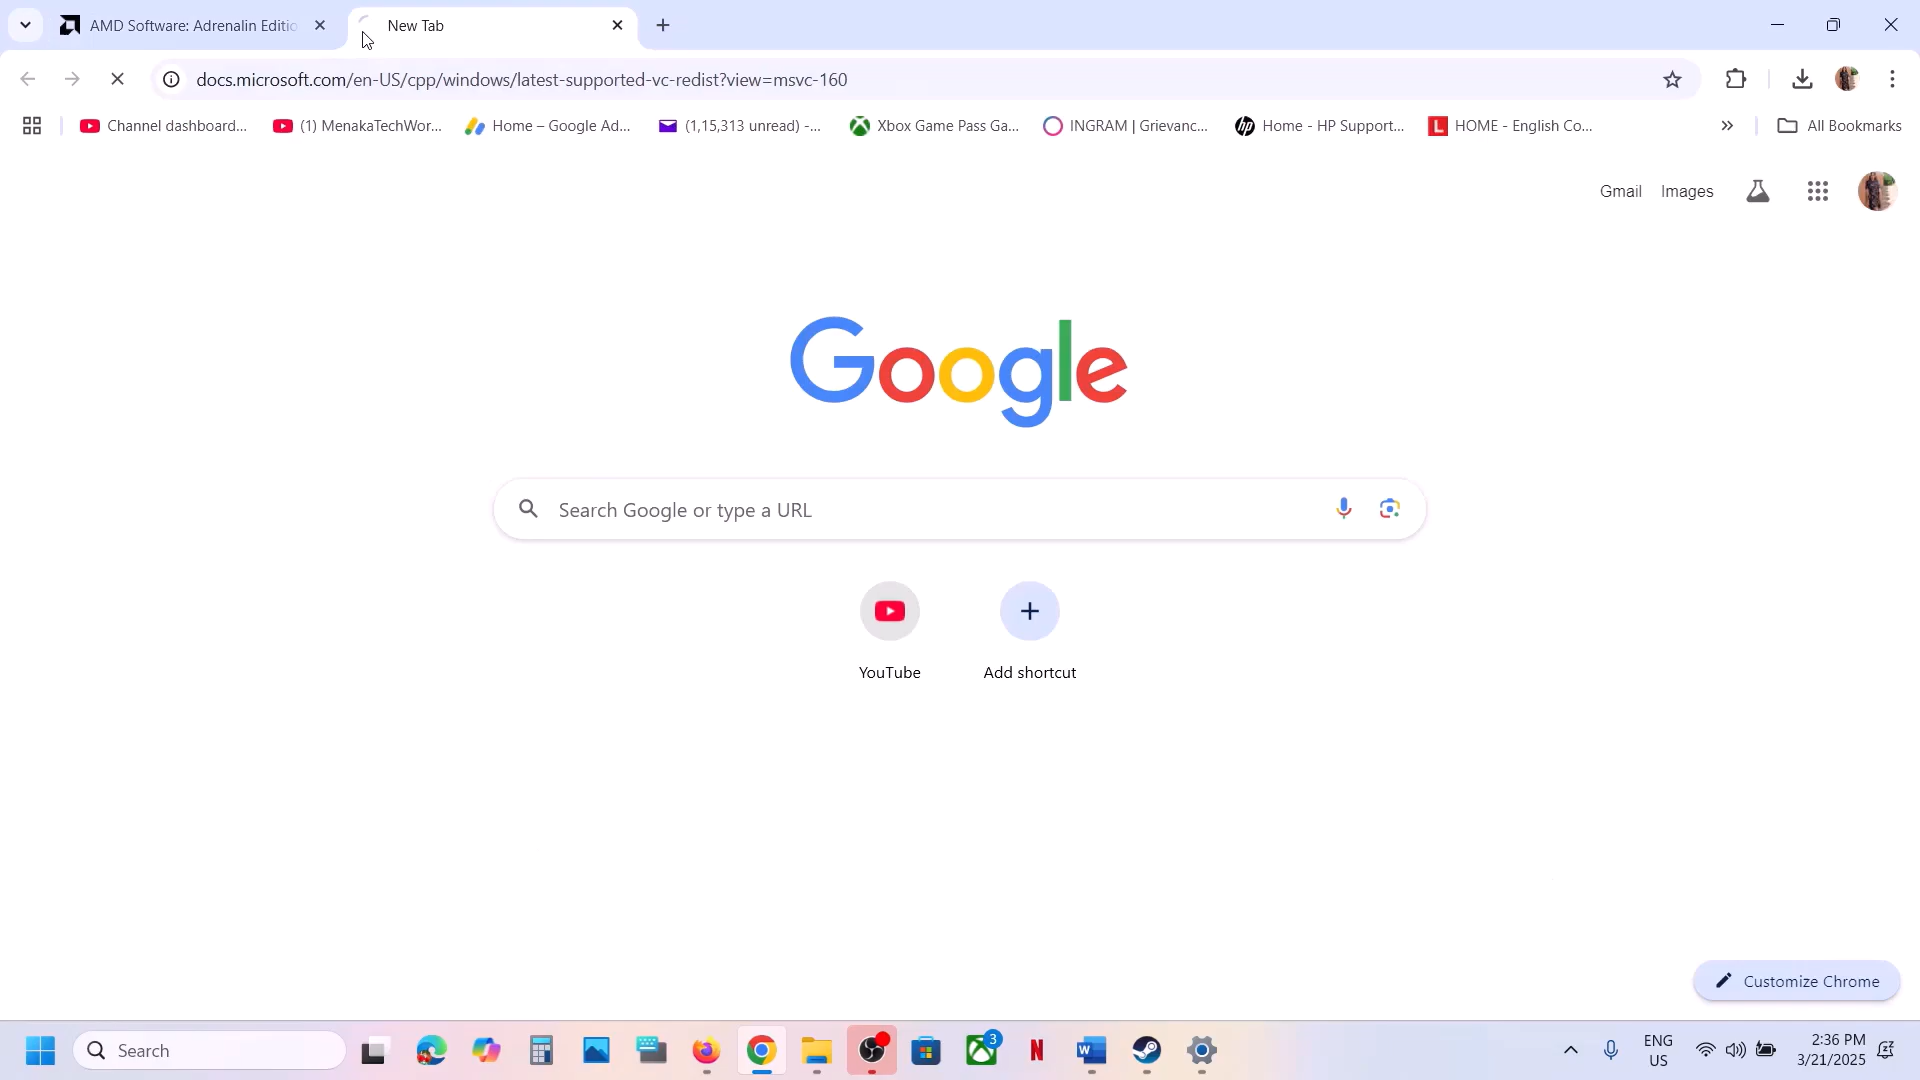 AMD Software: Adrenalin Editio
New Tab
docs.microsoft.com/en-US/cpp/windows/latest-supported-vc-redist?view=msvc-160
Channel dashboard...
(1) MenakaTechWor...
Home – Google Ad...
(1,15,313 unread) -...
Xbox Game Pass Ga...
INGRAM | Grievanc...
Home - HP Support...
HOME - English Co...
All Bookmarks
Gmail
Images
Google
Search Google or type a URL
YouTube
Add shortcut
Customize Chrome
Search
3
ENG
US
2:36 PM
3/21/2025